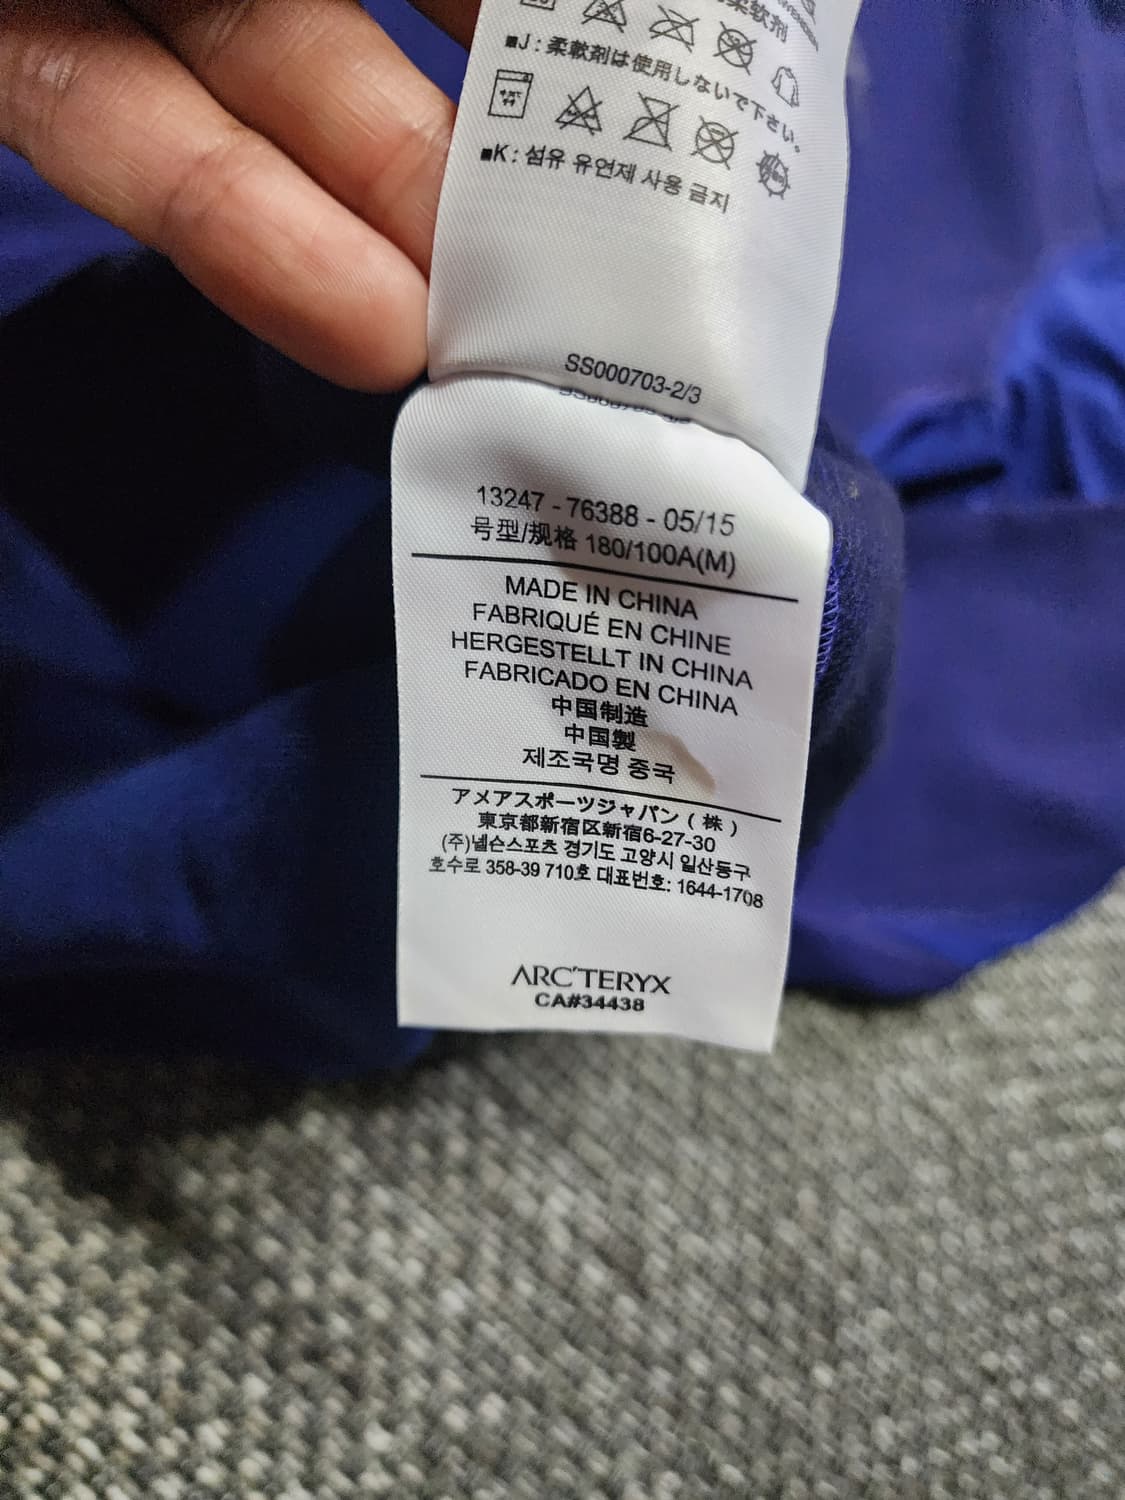 柔软剂
■J : 柔軟剤は使用しないで下さい。
■K : 섬유 유연제 사용 금지
SS000703-2/3
13247 - 76388 - 05/15
号型/规格 180/100A(M)
MADE IN CHINA
FABRIQUÉ EN CHINE
HERGESTELLT IN CHINA
FABRICADO EN CHINA
中国制造
中国製
제조국명 중국
アメアスポーツジャパン ( 株 )
東京都新宿区新宿6-27-30
(주)넬슨스포츠 경기도 고양시 일산동구
호수로 358-39 710호 대표번호: 1644-1708
ARC'TERYX
CA#34438